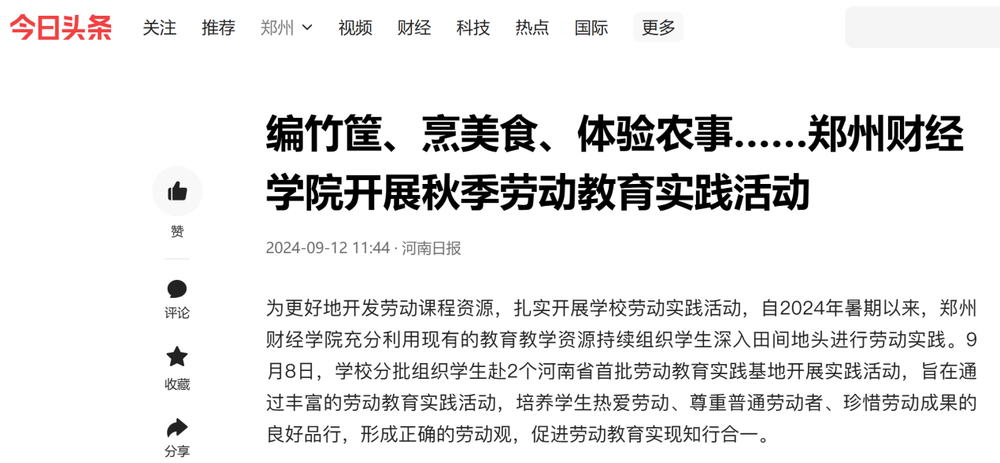 今日头条 关注 推荐 郑州 视频 财经 科技 热点 国际 更多
编竹筐、烹美食、体验农事……郑州财经
学院开展秋季劳动教育实践活动
2024-09-12 11:44 · 河南日报
赞
评论
收藏
分享
为更好地开发劳动课程资源，扎实开展学校劳动实践活动，自2024年暑期以来，郑州
财经学院充分利用现有的教育教学资源持续组织学生深入田间地头进行劳动实践。9
月8日，学校分批组织学生赴2个河南省首批劳动教育实践基地开展实践活动，旨在通
过丰富的劳动教育实践活动，培养学生热爱劳动、尊重普通劳动者、珍惜劳动成果的
良好品行，形成正确的劳动观，促进劳动教育实现知行合一。